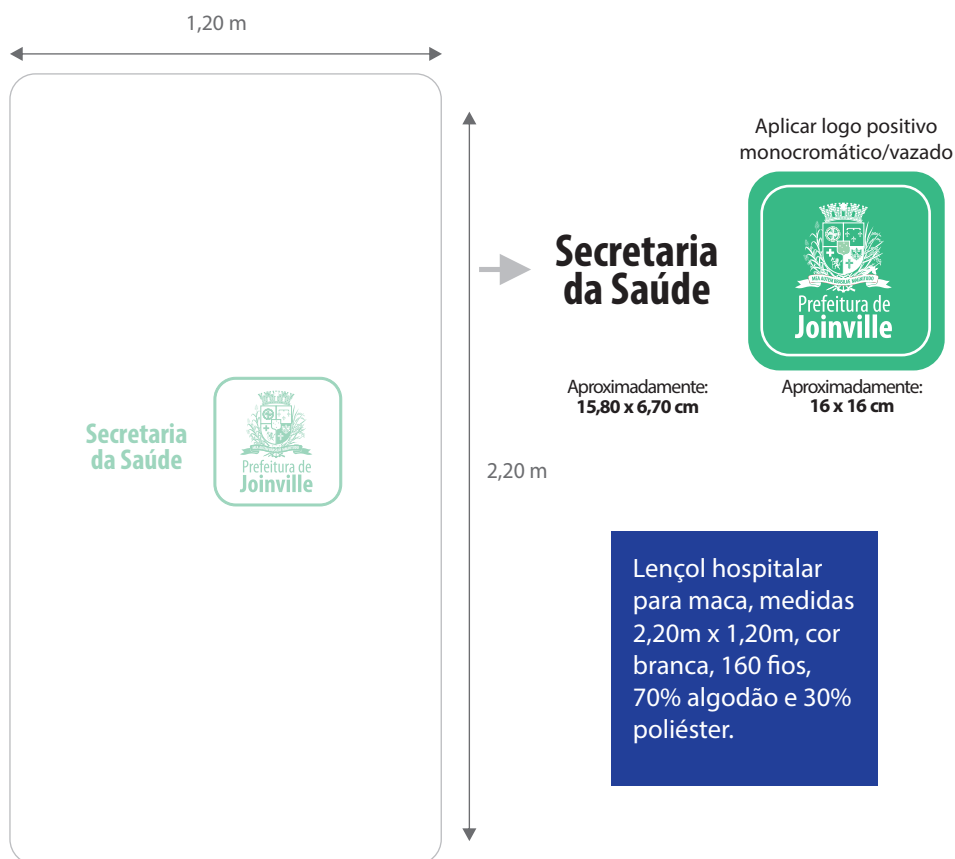 1,20 m
Secretaria
da Saúde
Prefeitura de
Joinville
2,20 m
Aplicar logo positivo
monocromático/vazado
Secretaria
da Saúde
Prefeitura de
Joinville
Aproximadamente:
15,80 x 6,70 cm
Aproximadamente:
16 x 16 cm
Lençol hospitalar
para maca, medidas
2,20m x 1,20m, cor
branca, 160 fios,
70% algodão e 30%
poliéster.